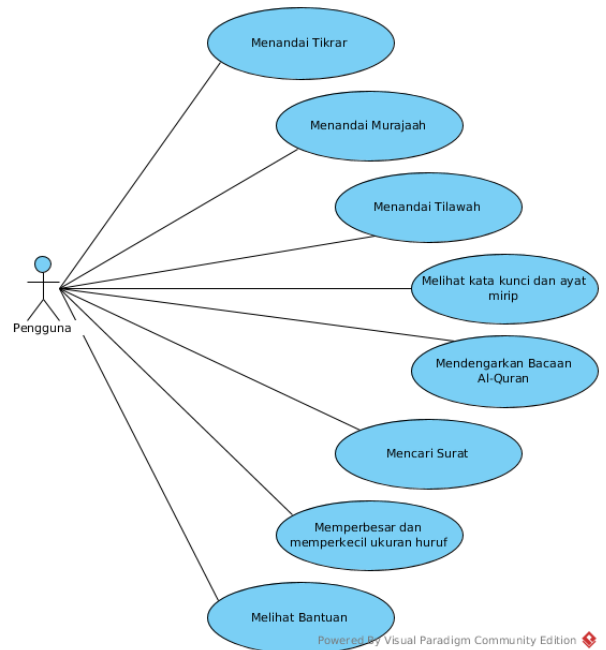 Menandai Tikrar
Menandai Murajaah
Menandai Tilawah
Melihat kata kunci dan ayat
mirip
Pengguna
Mendengarkan Bacaan
Al-Quran
Mencari Surat
Memperbesar dan
memperkecil ukuran huruf
Melihat Bantuan
Powered By Visual Paradigm Community Edition